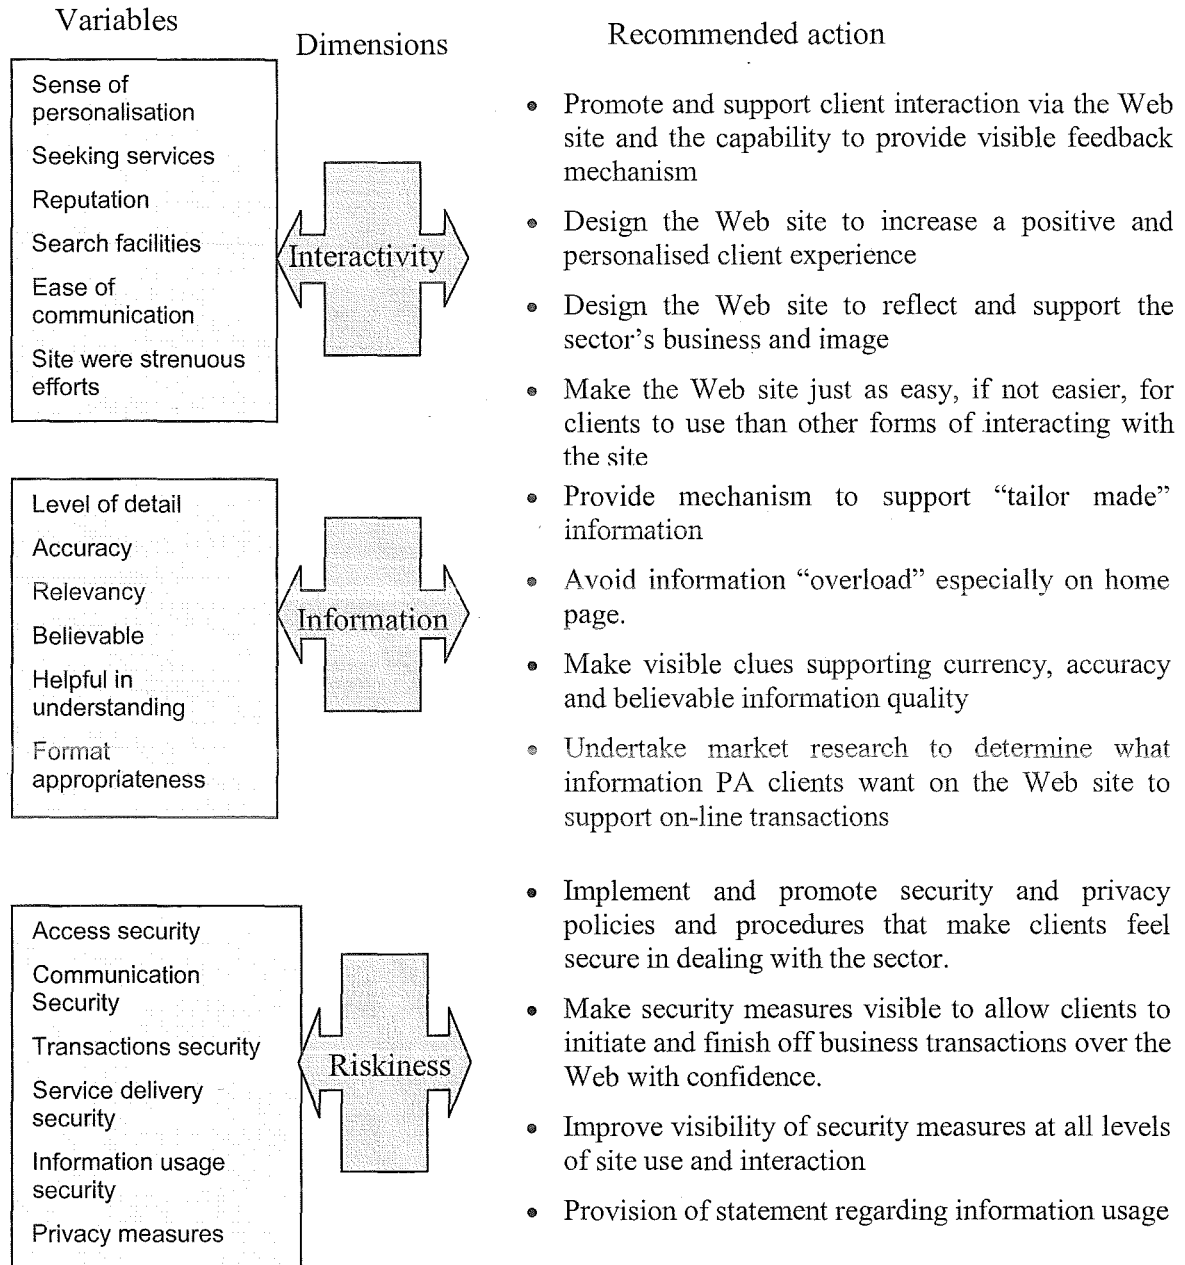 Variables
Dimensions
Recommended action
Sense of
personalisation
Seeking services
Reputation
Search facilities
Ease of
communication
Site were strenuous
efforts
Interactivity
• Promote and support client interaction via the Web
site and the capability to provide visible feedback
mechanism
• Design the Web site to increase a positive and
personalised client experience
• Design the Web site to reflect and support the
sector's business and image
• Make the Web site just as easy, if not easier, for
clients to use than other forms of interacting with
the site
Level of detail
Accuracy
Relevancy
Believable
Helpful in
understanding
Format
appropriateness
Information
• Provide mechanism to support “tailor made”
information
• Avoid information “overload” especially on home
page.
• Make visible clues supporting currency, accuracy
and believable information quality
• Undertake market research to determine what
information PA clients want on the Web site to
support on-line transactions
Access security
Communication
Security
Transactions security
Service delivery
security
Information usage
security
Privacy measures
Riskiness
• Implement and promote security and privacy
policies and procedures that make clients feel
secure in dealing with the sector.
• Make security measures visible to allow clients to
initiate and finish off business transactions over the
Web with confidence.
• Improve visibility of security measures at all levels
of site use and interaction
• Provision of statement regarding information usage